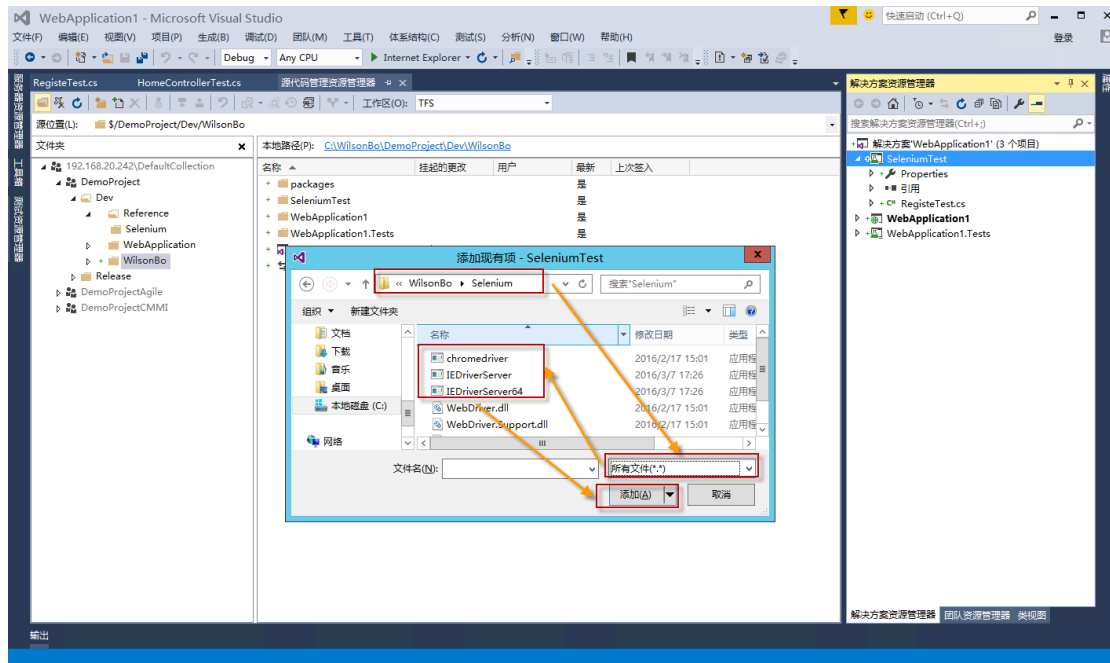 WebApplication1 - Microsoft Visual Studio
快速启动 (Ctrl+Q)
文件(F) 编辑(E) 视图(V) 项目(P) 生成(B) 调试(D) 团队(M) 工具(T) 体系结构(C) 测试(S) 分析(N) 窗口(W) 帮助(H)
登录
Debug Any CPU Internet Explorer
RegisteTest.cs HomeControllerTest.cs 源代码管理资源管理器
工作区(O): TFS
源位置(L): $/DemoProject/Dev/WilsonBo
文件夹
192.168.20.242\DefaultCollection
DemoProject
Dev
Reference
Selenium
WebApplication
WilsonBo
Release
DemoProjectAgile
DemoProjectCMMI
本地路径(P): C:\WilsonBo\DemoProject\Dev\WilsonBo
名称 挂起的更改 用户 最新 上次签入
packages 是
SeleniumTest 是
WebApplication1 是
WebApplication1.Tests 是
添加现有项 - SeleniumTest
« WilsonBo Selenium
搜索"Selenium"
组织 新建文件夹
文档
下载
音乐
桌面
本地磁盘 (C:)
网络
名称 修改日期 类型
chromedriver 2016/2/17 15:01 应用程
IEDriverServer 2016/3/7 17:26 应用程
IEDriverServer64 2016/3/7 17:26 应用程
WebDriver.dll 2016/2/17 15:01 应用程
WebDriver.Support.dll 2016/2/17 15:01 应用程
文件名(N): 所有文件(*.*)
添加(A) 取消
解决方案资源管理器
搜索解决方案资源管理器(Ctrl+;)
解决方案'WebApplication1' (3 个项目)
SeleniumTest
Properties
引用
RegisteTest.cs
WebApplication1
WebApplication1.Tests
解决方案资源管理器 团队资源管理器 类视图
输出